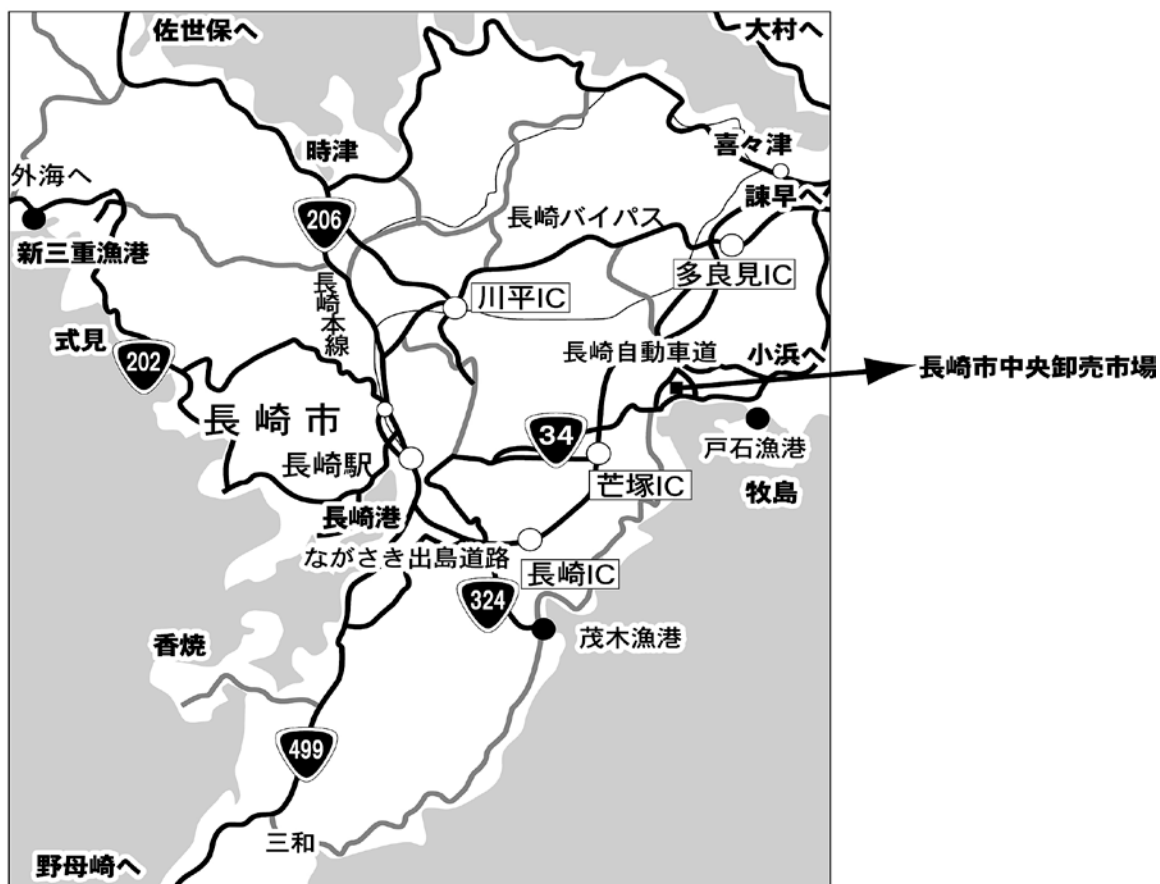 佐世保へ
大村へ
時津
喜々津
外海へ
諫早へ
206
長崎バイパス
新三重漁港
多良見IC
長崎本線
川平IC
式見
202
長崎自動車道
小浜へ
長崎市中央卸売市場
長崎市
34
戸石漁港
長崎駅
芒塚IC
牧島
長崎港
ながさき出島道路
長崎IC
324
香焼
茂木漁港
499
三和
野母崎へ